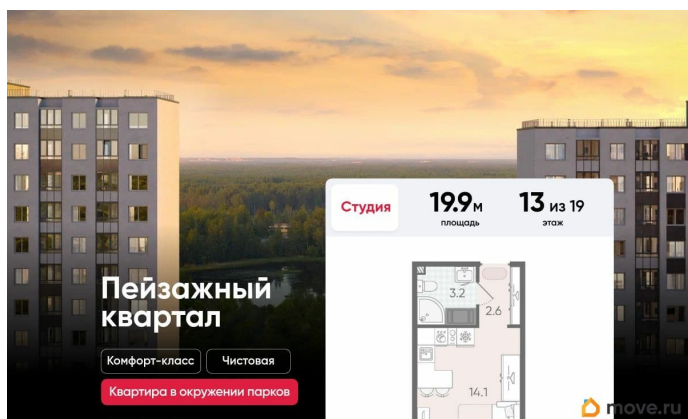 Студия
19.9 м
площадь
13 из 19
этаж
3.2
2.6
14.1
Пейзажный
квартал
Комфорт-класс
Чистовая
Квартира в окружении парков
move.ru